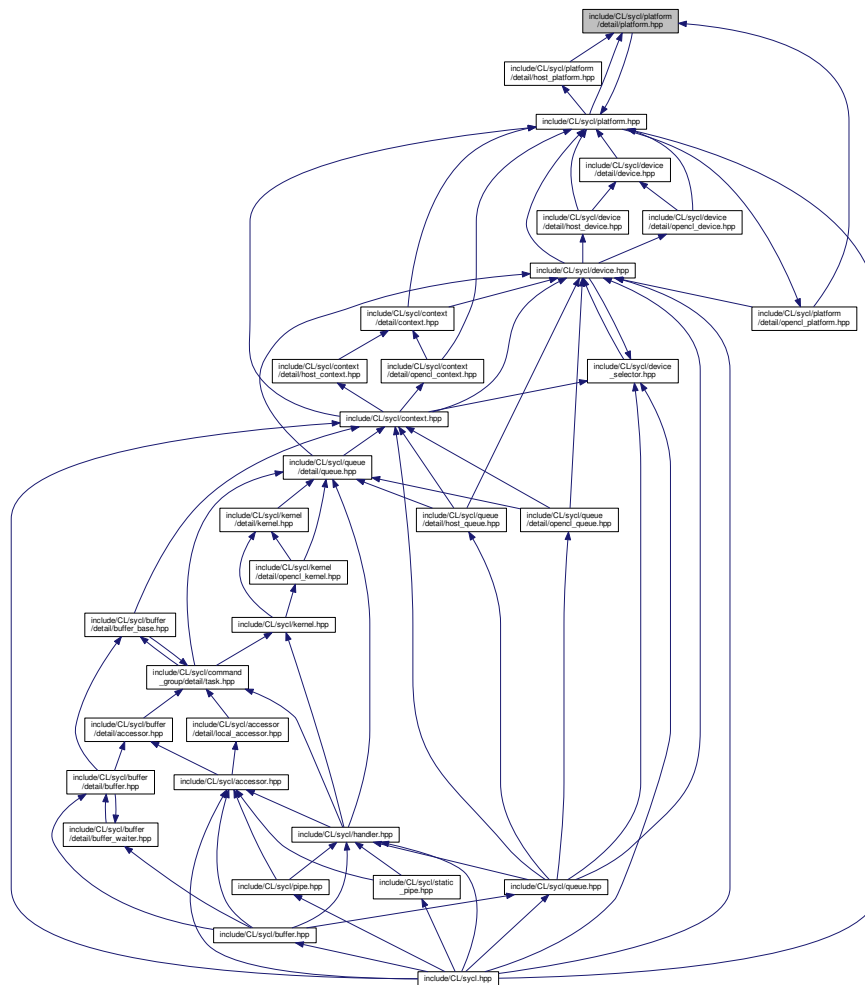 include/CL/sycl/platform
/detail/platform.hpp
include/CL/sycl/platform
/detail/host_platform.hpp
include/CL/sycl/platform.hpp
include/CL/sycl/device
/detail/device.hpp
include/CL/sycl/device
/detail/host_device.hpp
include/CL/sycl/device
/detail/opencl_device.hpp
include/CL/sycl/device.hpp
include/CL/sycl/context
/detail/context.hpp
include/CL/sycl/platform
/detail/opencl_platform.hpp
include/CL/sycl/context
/detail/host_context.hpp
include/CL/sycl/context
/detail/opencl_context.hpp
include/CL/sycl/device
_selector.hpp
include/CL/sycl/context.hpp
include/CL/sycl/queue
/detail/queue.hpp
include/CL/sycl/kernel
/detail/kernel.hpp
include/CL/sycl/queue
/detail/host_queue.hpp
include/CL/sycl/queue
/detail/opencl_queue.hpp
include/CL/sycl/kernel
/detail/opencl_kernel.hpp
include/CL/sycl/buffer
/detail/buffer_base.hpp
include/CL/sycl/kernel.hpp
include/CL/sycl/command
_group/detail/task.hpp
include/CL/sycl/buffer
/detail/accessor.hpp
include/CL/sycl/accessor
/detail/local_accessor.hpp
include/CL/sycl/buffer
/detail/buffer.hpp
include/CL/sycl/accessor.hpp
include/CL/sycl/buffer
/detail/buffer_waiter.hpp
include/CL/sycl/handler.hpp
include/CL/sycl/pipe.hpp
include/CL/sycl/static
_pipe.hpp
include/CL/sycl/queue.hpp
include/CL/sycl/buffer.hpp
include/CL/sycl.hpp